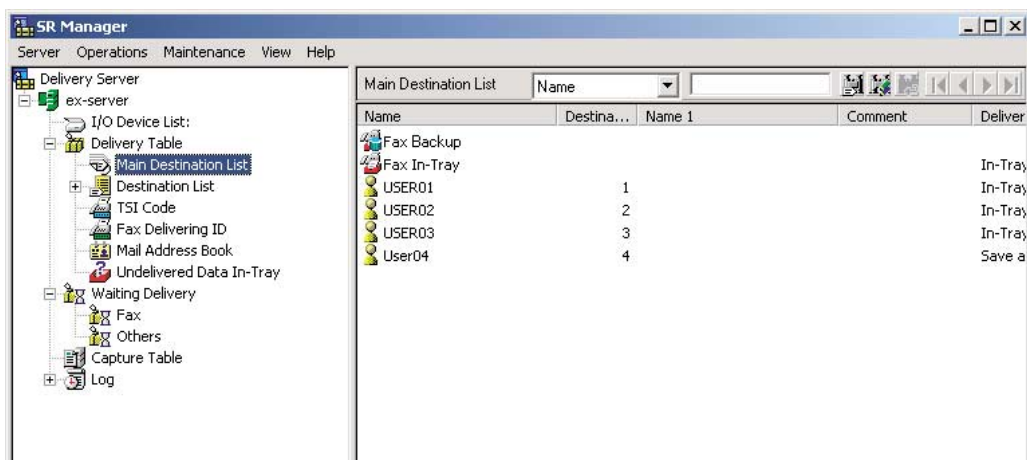 SR Manager
Server Operations Maintenance View Help
Delivery Server
ex-server
I/O Device List:
Delivery Table
Main Destination List
Destination List
TSI Code
Fax Delivering ID
Mail Address Book
Undelivered Data In-Tray
Waiting Delivery
Fax
Others
Capture Table
Log
Main Destination List Name
Name Destina... Name 1 Comment Deliver
Fax Backup
Fax In-Tray In-Tray
USER01 1 In-Tray
USER02 2 In-Tray
USER03 3 In-Tray
User04 4 Save a